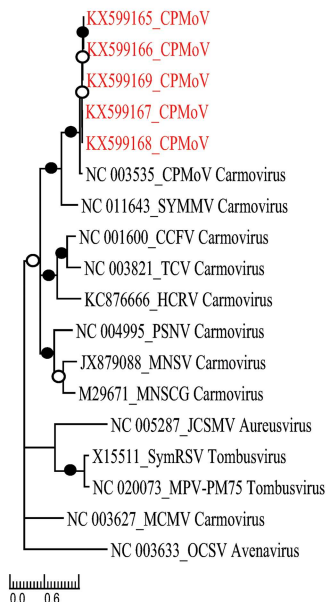 KX599165_CPMoV
KX599166_CPMoV
KX599169_CPMoV
KX599167_CPMoV
KX599168_CPMoV
NC 003535_CPMoV Carmovirus
NC 011643_SYMMV Carmovirus
NC 001600_CCFV Carmovirus
NC 003821_TCV Carmovirus
KC876666_HCRV Carmovirus
NC 004995_PSNV Carmovirus
JX879088_MNSV Carmovirus
M29671_MNSCG Carmovirus
NC 005287_JCSMV Aureusvirus
X15511_SymRSV Tombusvirus
NC 020073_MPV-PM75 Tombusvirus
NC 003627_MCMV Carmovirus
NC 003633_OCSV Avenavirus
0.0 0.6